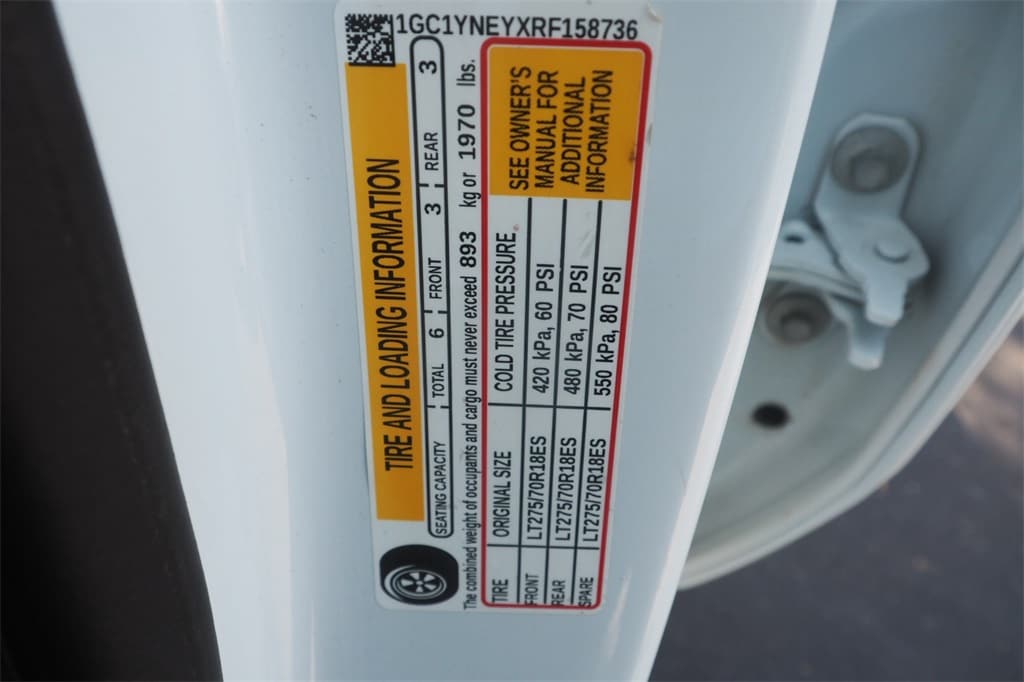 1GC1YNEYXRF158736
TIRE AND LOADING INFORMATION
SEATING CAPACITY TOTAL 6 FRONT 3 REAR 3
The combined weight of occupants and cargo must never exceed 893 kg or 1970 lbs.
TIRE ORIGINAL SIZE COLD TIRE PRESSURE
FRONT LT275/70R18ES 420 kPa, 60 PSI
REAR LT275/70R18ES 480 kPa, 70 PSI
SPARE LT275/70R18ES 550 kPa, 80 PSI
SEE OWNER'S
MANUAL FOR
ADDITIONAL
INFORMATION